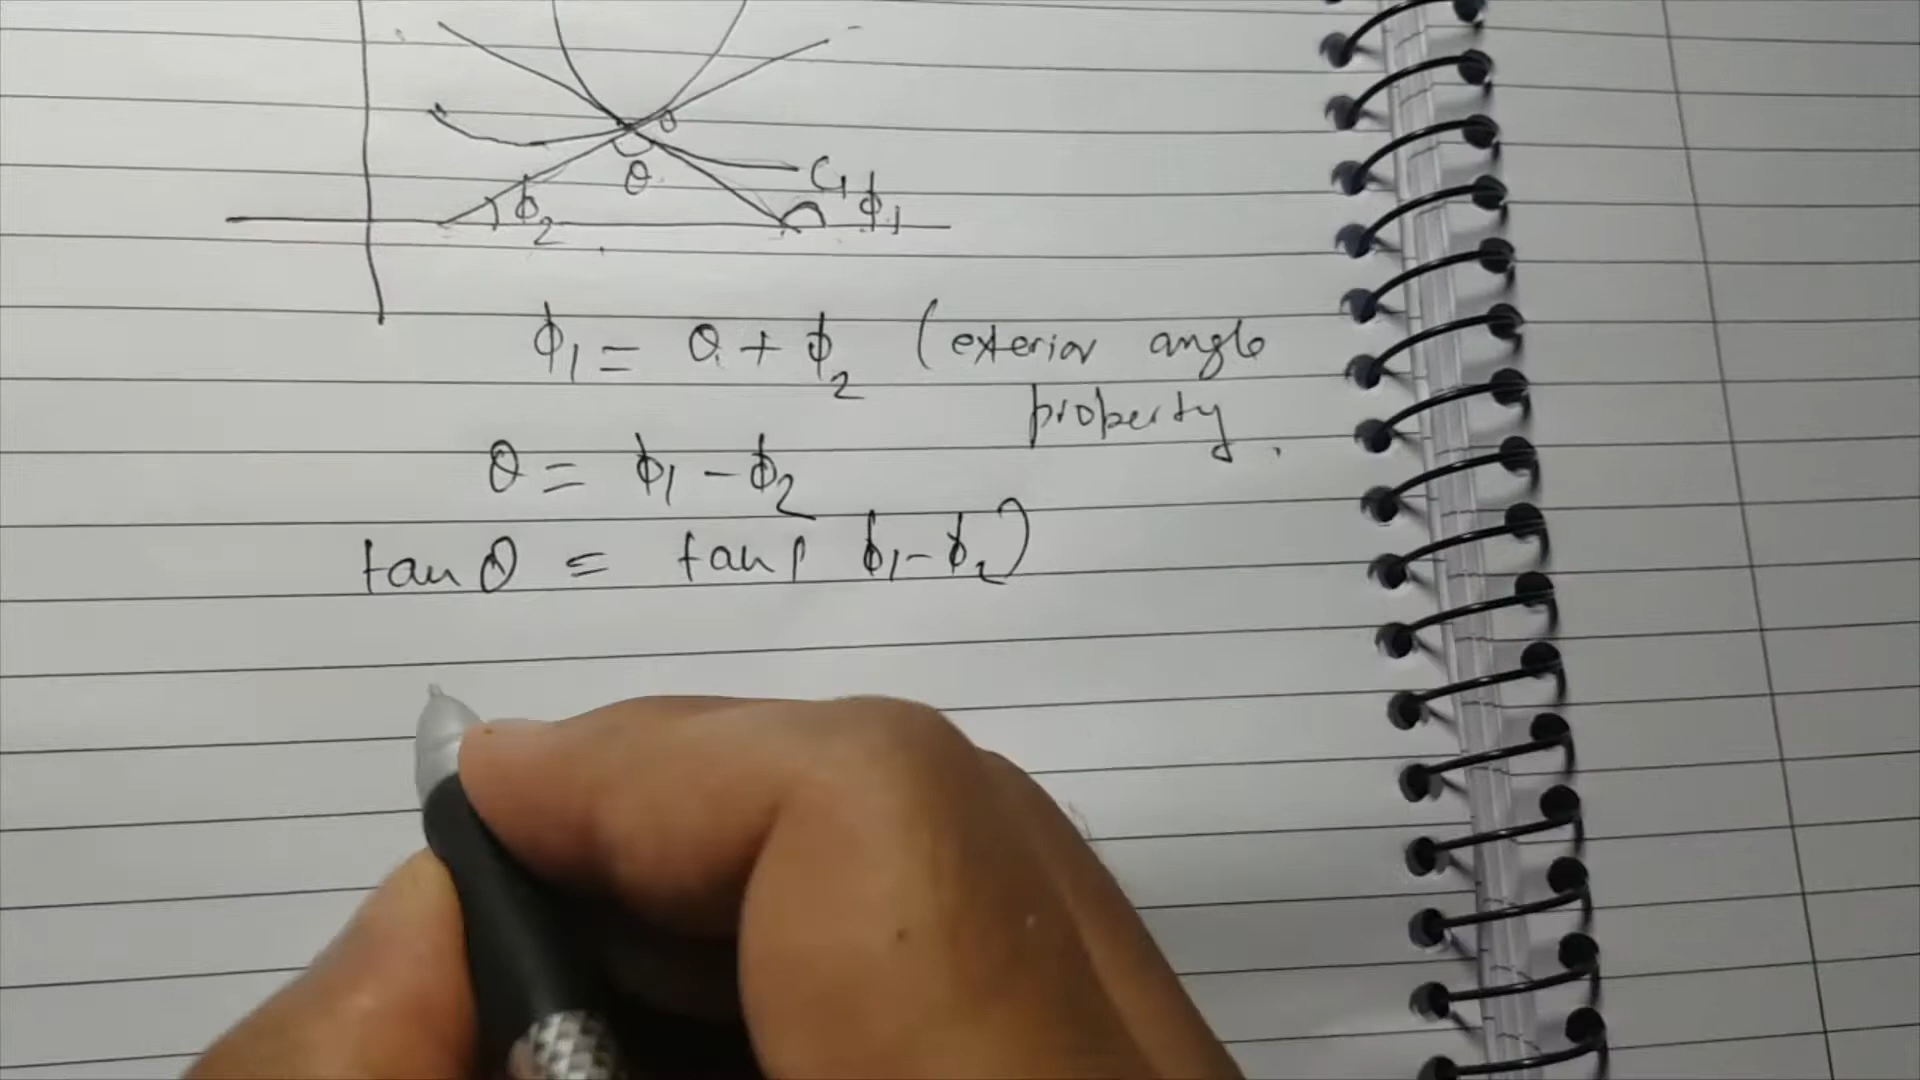 θ
θ
C1
ϕ2
ϕ1
ϕ1 = θ + ϕ2 (exterior angle
property.
θ = ϕ1 - ϕ2
tan θ = tan( ϕ1 - ϕ2)